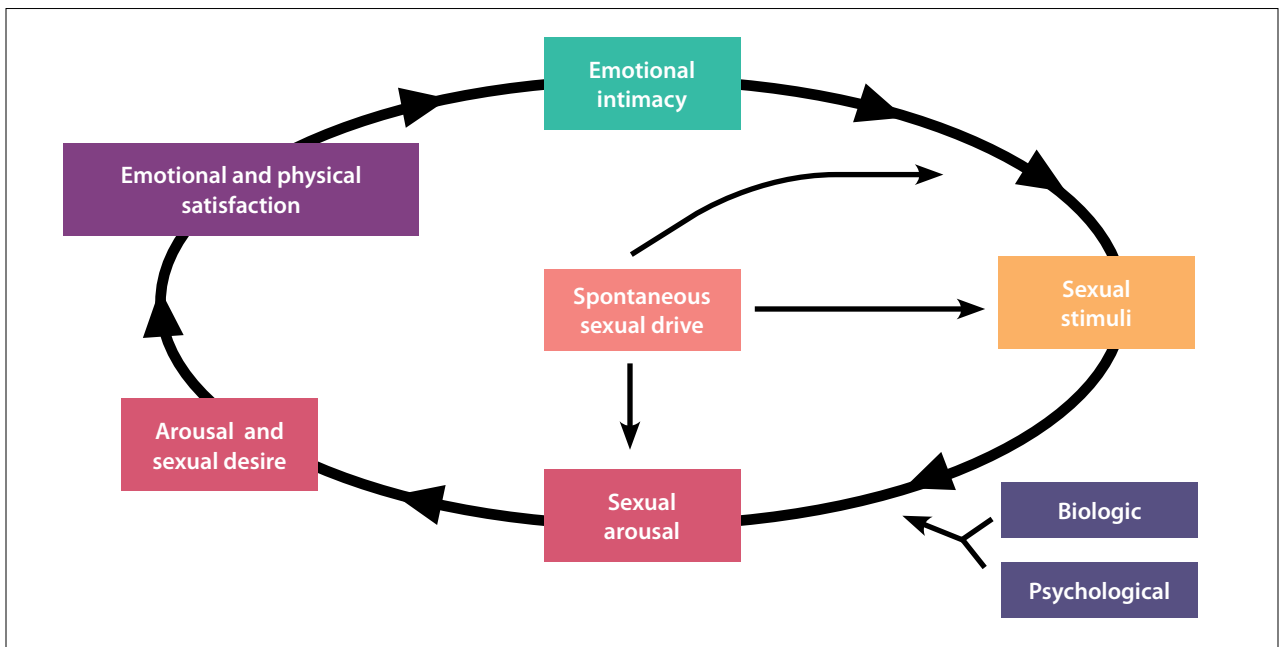 Emotional
intimacy
Emotional and physical
satisfaction
Spontaneous
sexual drive
Sexual
stimuli
Arousal and
sexual desire
Sexual
arousal
Biologic
Psychological